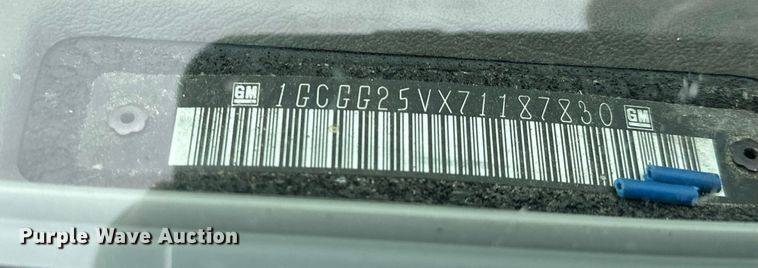 GM 1GCGG25VX71187830 GM
Purple Wave Auction